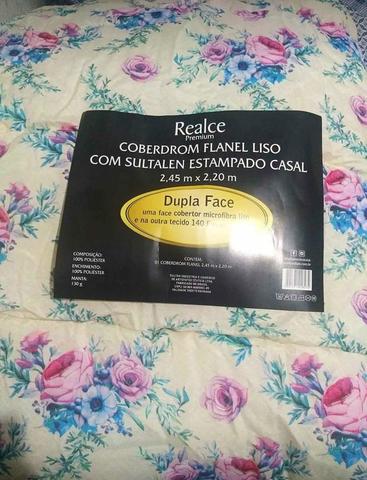 Realce
Premium
COBERDROM FLANEL LISO
COM SULTALEN ESTAMPADO CASAL
2,45 m x 2,20 m
Dupla Face
uma face cobertor microfibra liso
e na outra tecido 140
COMPOSIÇÃO:
100% POLIÉSTER
ENCHIMENTO:
100% POLIÉSTER
MANTA:
130 g
CONTÉM:
01 COBERDROM FLANEL 2,45 m x 2,20 m